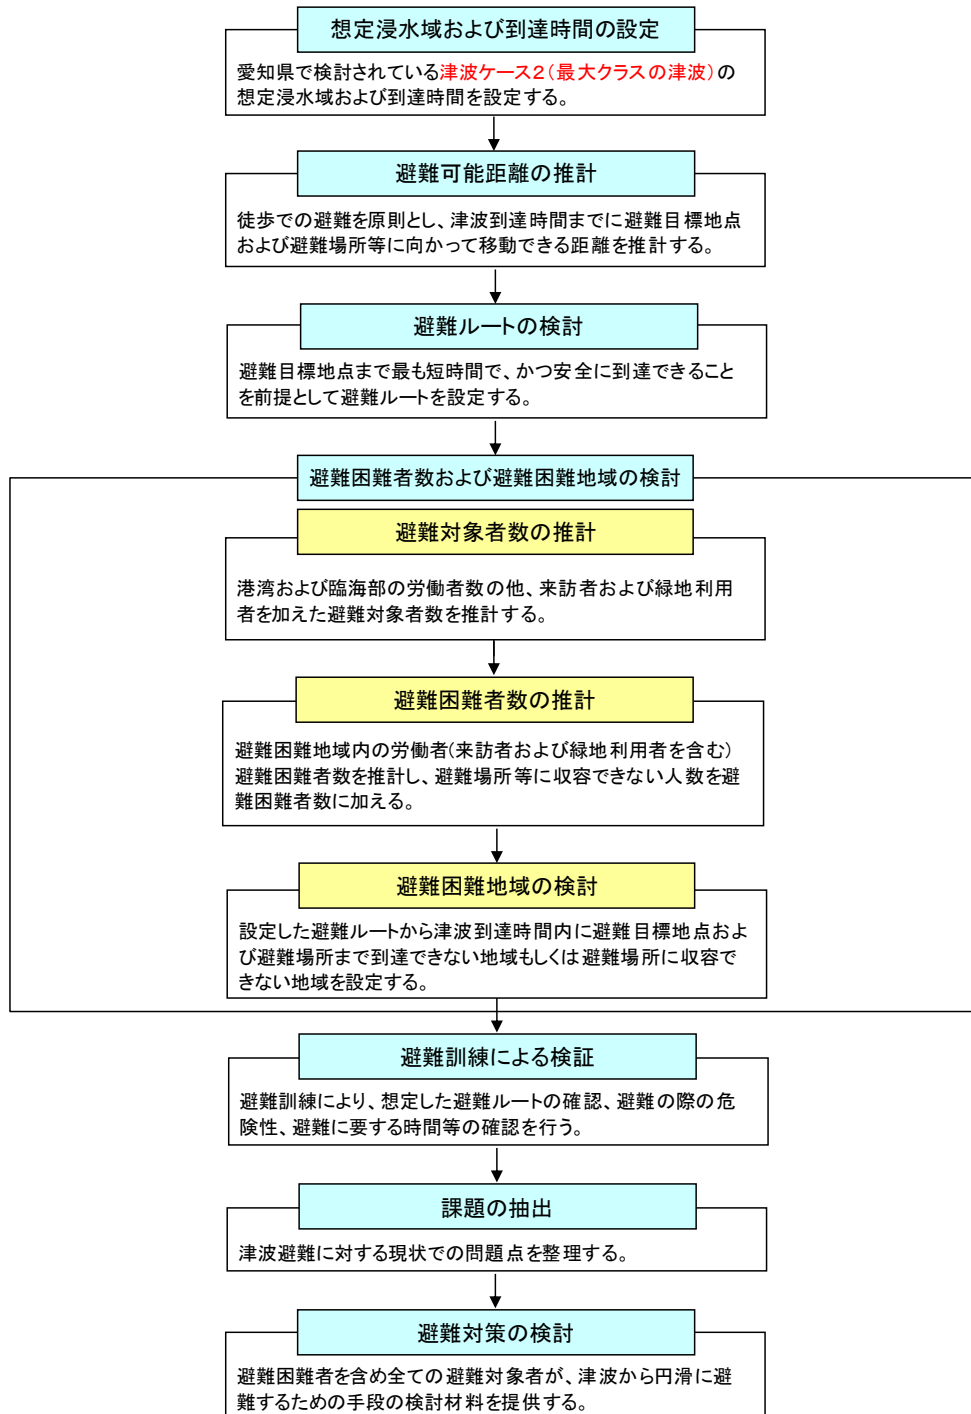 想定浸水域および到達時間の設定
愛知県で検討されている津波ケース2(最大クラスの津波)の
想定浸水域および到達時間を設定する。
避難可能距離の推計
徒歩での避難を原則とし、津波到達時間までに避難目標地点
および避難場所等に向かって移動できる距離を推計する。
避難ルートの検討
避難目標地点まで最も短時間で、かつ安全に到達できること
を前提として避難ルートを設定する。
避難困難者数および避難困難地域の検討
避難対象者数の推計
港湾および臨海部の労働者数の他、来訪者および緑地利用
者を加えた避難対象者数を推計する。
避難困難者数の推計
避難困難地域内の労働者(来訪者および緑地利用者を含む)
避難困難者数を推計し、避難場所等に収容できない人数を避
難困難者数に加える。
避難困難地域の検討
設定した避難ルートから津波到達時間内に避難目標地点およ
び避難場所まで到達できない地域もしくは避難場所に収容で
きない地域を設定する。
避難訓練による検証
避難訓練により、想定した避難ルートの確認、避難の際の危
険性、避難に要する時間等の確認を行う。
課題の抽出
津波避難に対する現状での問題点を整理する。
避難対策の検討
避難困難者を含め全ての避難対象者が、津波から円滑に避
難するための手段の検討材料を提供する。